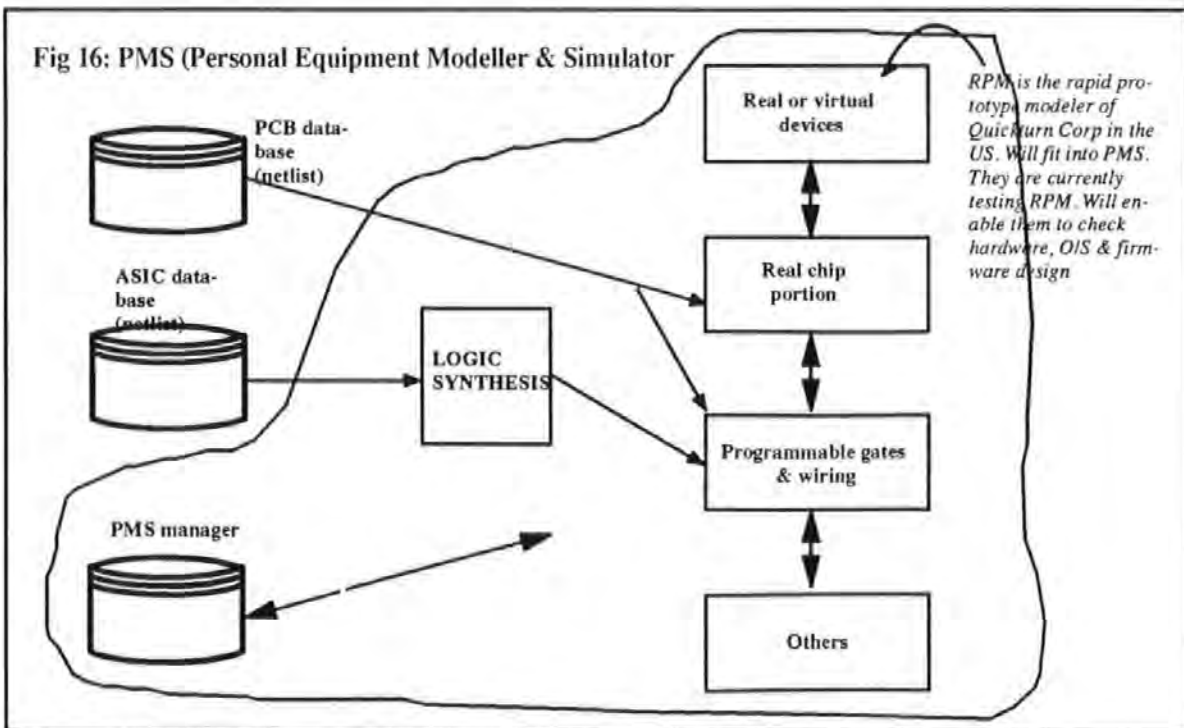 Fig 16: PMS (Personal Equipment Modeller & Simulator
PCB data-
base
(netlist)
ASIC data-
base
(netlist)
LOGIC
SYNTHESIS
PMS manager
Real or virtual
devices
Real chip
portion
Programmable gates
& wiring
Others
RPM is the rapid pro-
totype modeler of
Quickturn Corp in the
US. Will fit into PMS.
They are currently
testing RPM. Will en-
able them to check
hardware, O/S & firm-
ware design